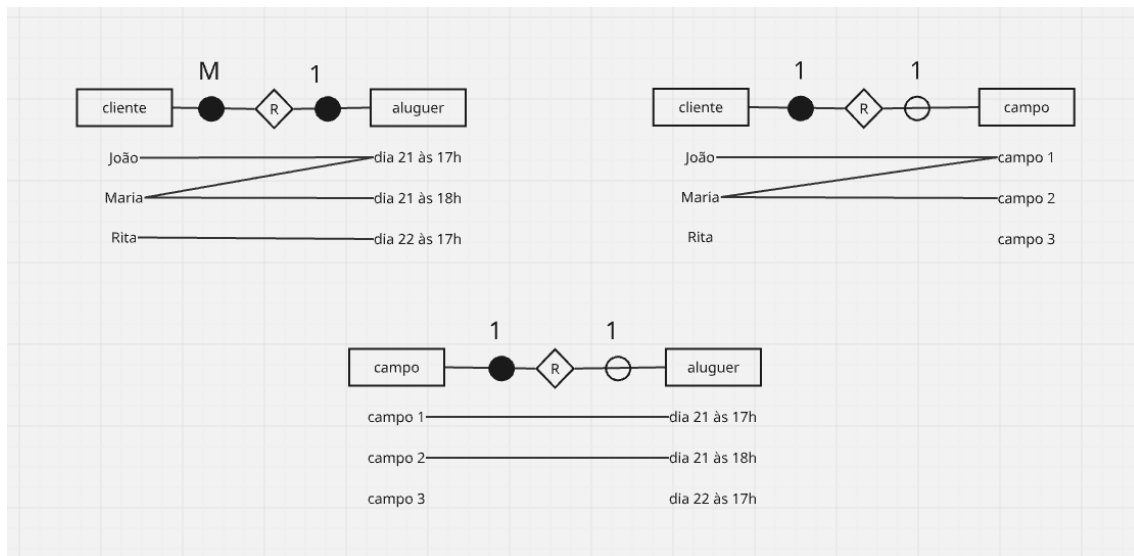 M 1
cliente R aluguer
João dia 21 às 17h
Maria dia 21 às 18h
Rita dia 22 às 17h
1 1
cliente R campo
João campo 1
Maria campo 2
Rita campo 3
1 1
campo R aluguer
campo 1 dia 21 às 17h
campo 2 dia 21 às 18h
campo 3 dia 22 às 17h